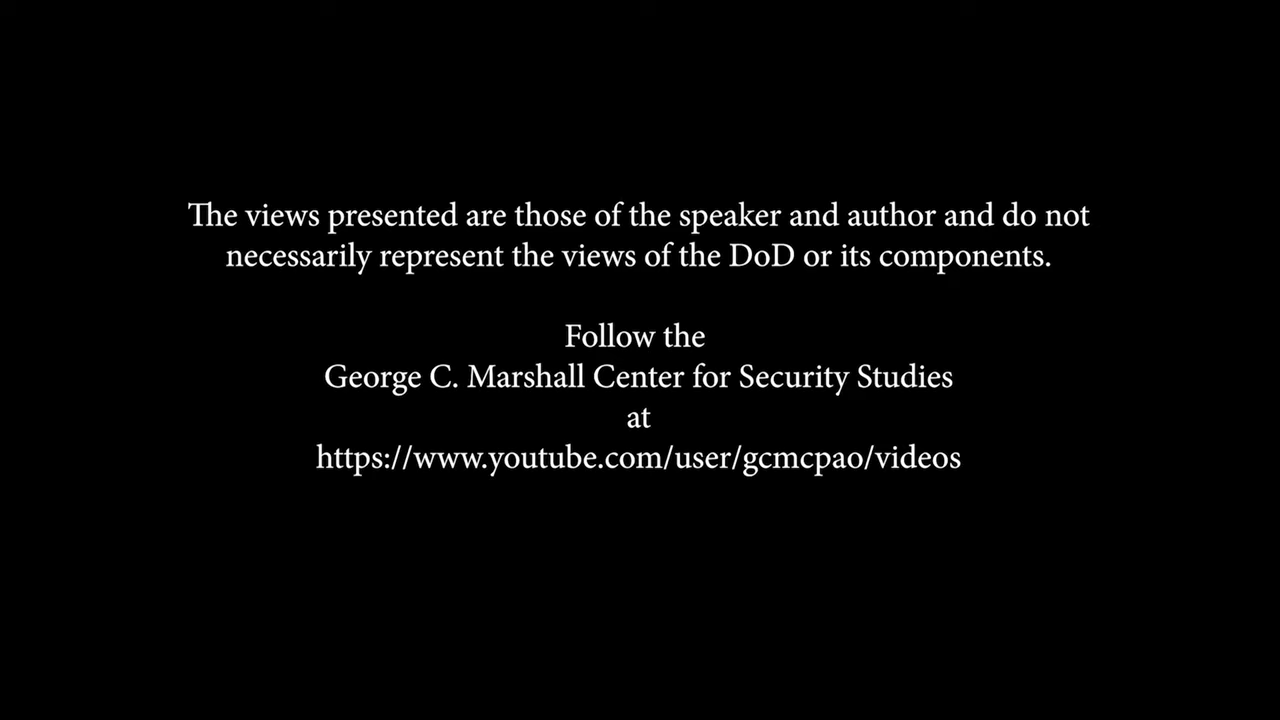 The views presented are those of the speaker and author and do not
necessarily represent the views of the DoD or its components.
Follow the
George C. Marshall Center for Security Studies
at
https://www.youtube.com/user/gcmcpao/videos